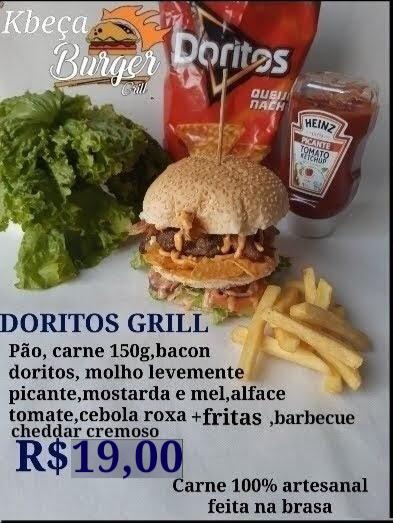 Kbeça
Burger
Grill
Doritos
QUEIJO
NACHO
HEINZ
PICANTE
TOMATO
KETCHUP
DORITOS GRILL
Pão, carne 150g,bacon
doritos, molho levemente
picante,mostarda e mel,alface
tomate,cebola roxa +fritas ,barbecue
cheddar cremoso
R$19,00
Carne 100% artesanal
feita na brasa